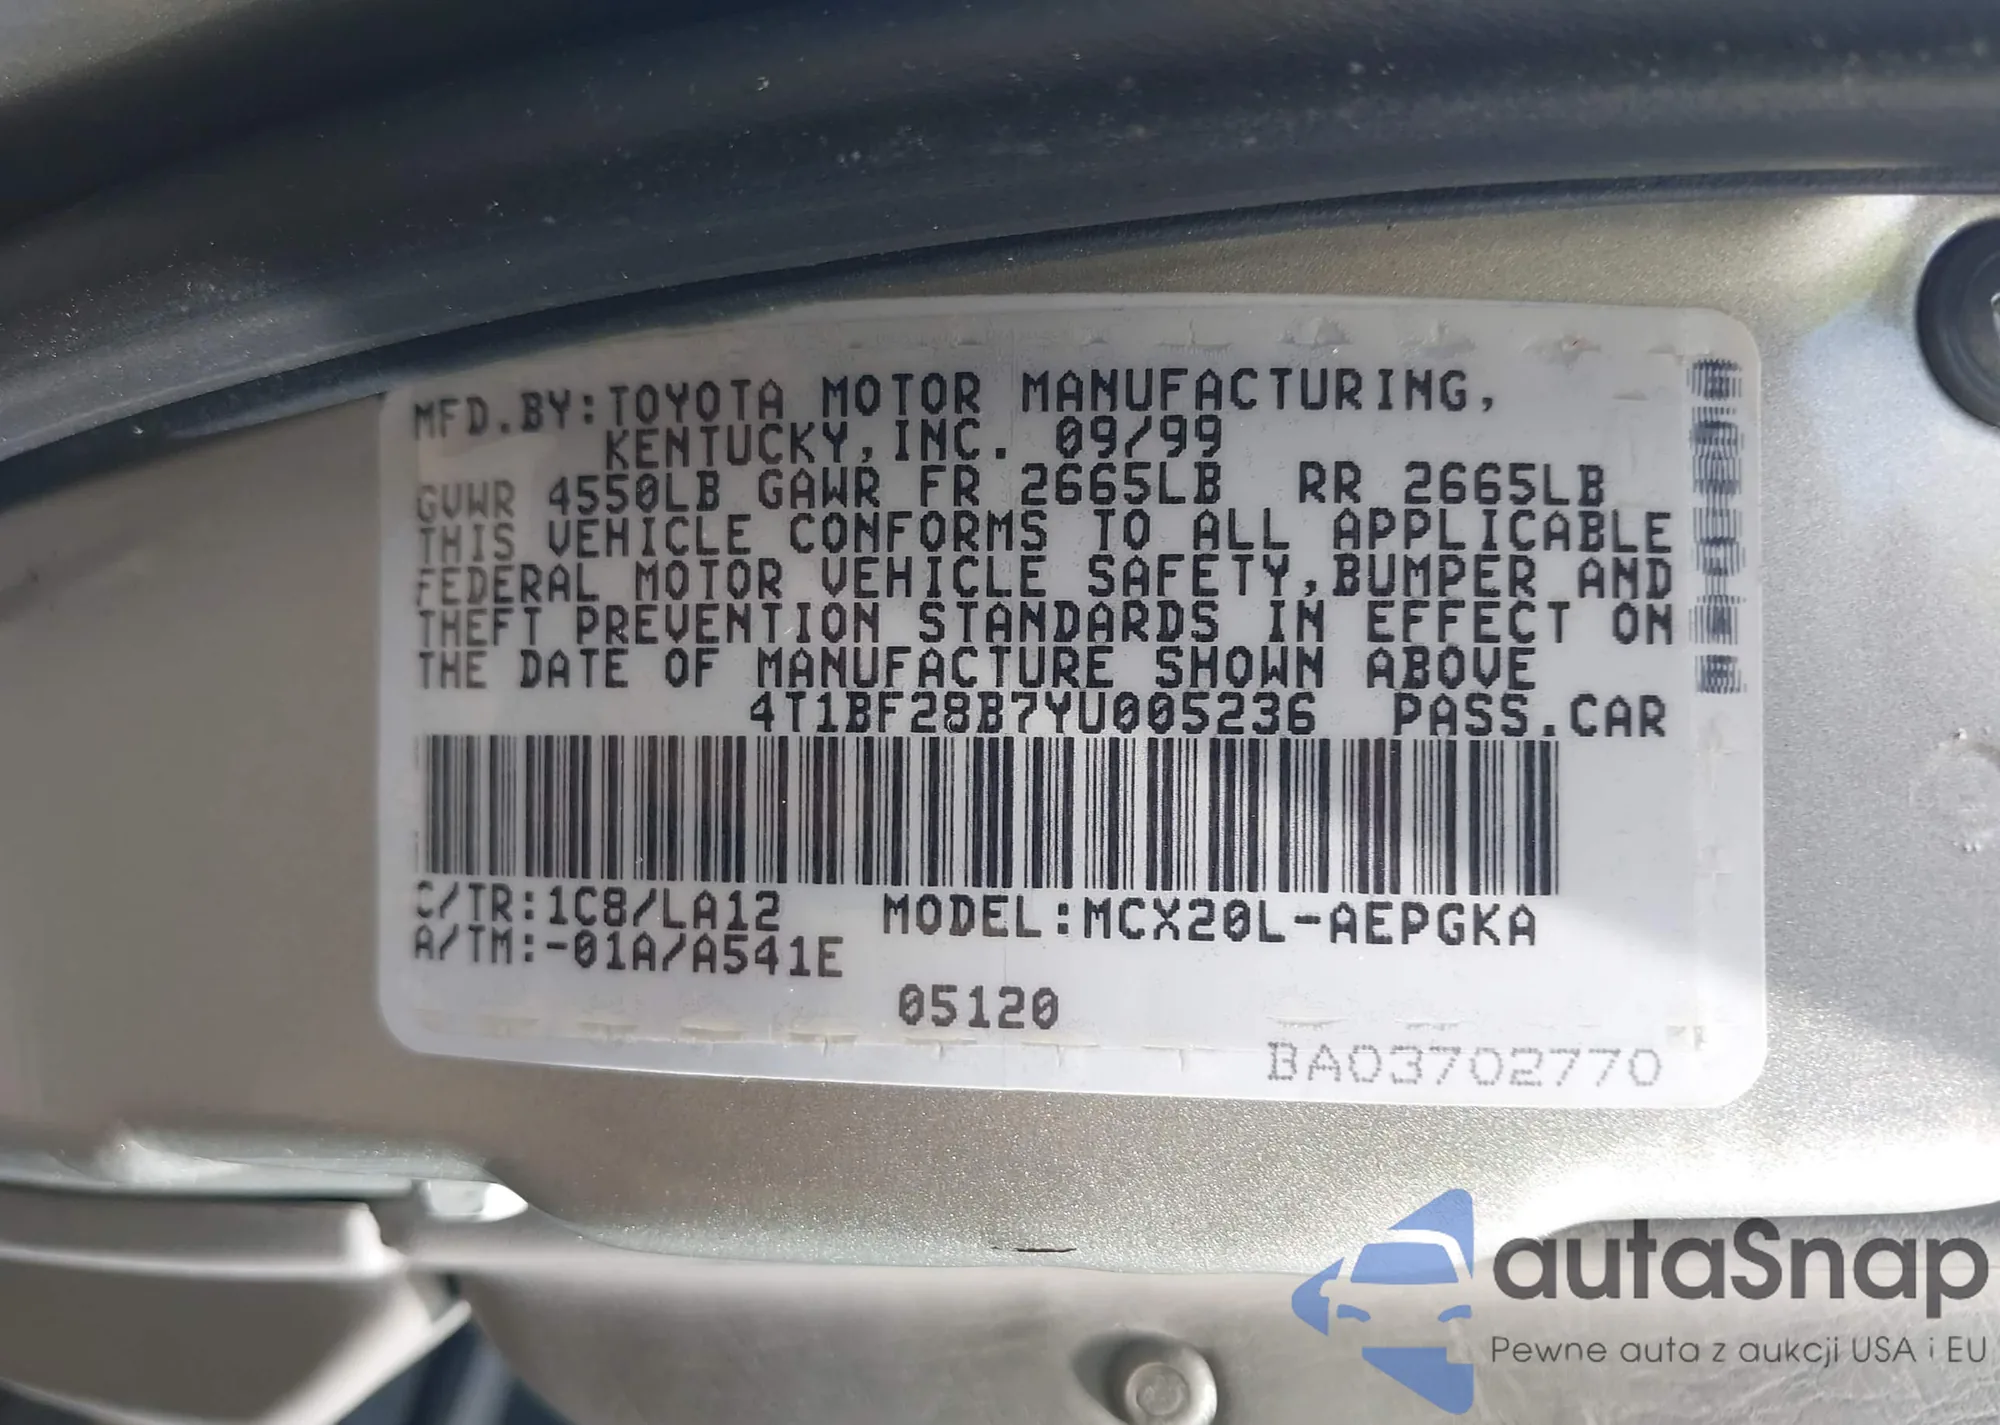 MFD.BY:TOYOTA MOTOR MANUFACTURING,
KENTUCKY,INC. 09/99
GVWR 4550LB GAWR FR 2665LB RR 2665LB
THIS VEHICLE CONFORMS TO ALL APPLICABLE
FEDERAL MOTOR VEHICLE SAFETY,BUMPER AND
THEFT PREVENTION STANDARDS IN EFFECT ON
THE DATE OF MANUFACTURE SHOWN ABOVE
4T1BF28B7YU005236 PASS.CAR
C/TR:1C8/LA12 MODEL:MCX20L-AEPGKA
A/TM:-01A/A541E
05120
BA03702770
autaSnap
Pewne auta z aukcji USA i EU